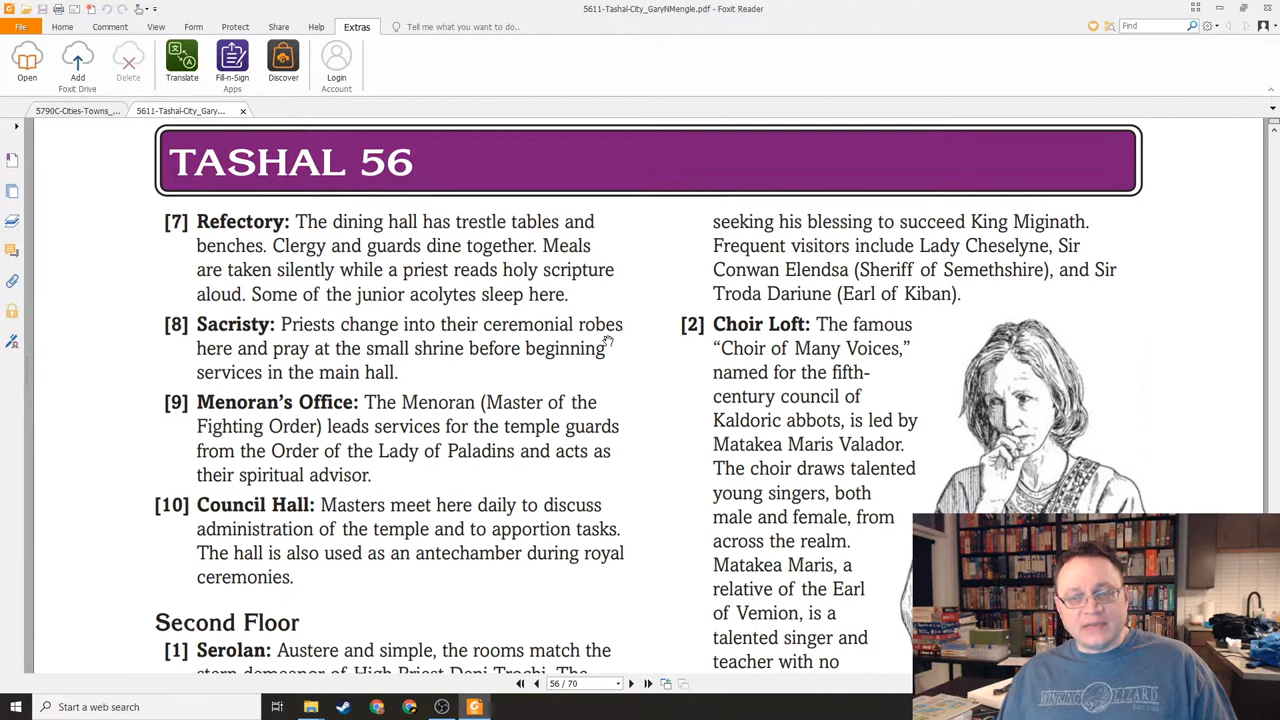 5611-Tashal-City_GaryNMengle.pdf - Foxit Reader
File Home Comment View Form Protect Share Help Extras Tell me what you want to do.. Find
Open Add Delete Translate Fill-n-Sign Discover Login
Foxit Drive Apps Account
5790C-Cities-Towns_... 5611-Tashal-City_Gary...
TASHAL 56
[7] Refectory: The dining hall has trestle tables and
benches. Clergy and guards dine together. Meals
are taken silently while a priest reads holy scripture
aloud. Some of the junior acolytes sleep here.
[8] Sacristy: Priests change into their ceremonial robes
here and pray at the small shrine before beginning
services in the main hall.
[9] Menoran's Office: The Menoran (Master of the
Fighting Order) leads services for the temple guards
from the Order of the Lady of Paladins and acts as
their spiritual advisor.
[10] Council Hall: Masters meet here daily to discuss
administration of the temple and to apportion tasks.
The hall is also used as an antechamber during royal
ceremonies.
Second Floor
[1] Serolan: Austere and simple, the rooms match the
seeking his blessing to succeed King Miginath.
Frequent visitors include Lady Cheselyne, Sir
Conwan Elendsa (Sheriff of Semethshire), and Sir
Troda Dariune (Earl of Kiban).
[2] Choir Loft: The famous
“Choir of Many Voices,”
named for the fifth-
century council of
Kaldoric abbots, is led by
Matakea Maris Valador.
The choir draws talented
young singers, both
male and female, from
across the realm.
Matakea Maris, a
relative of the Earl
of Vemion, is a
talented singer and
teacher with no
WINKING LIZARD
56 / 70
Start a web search